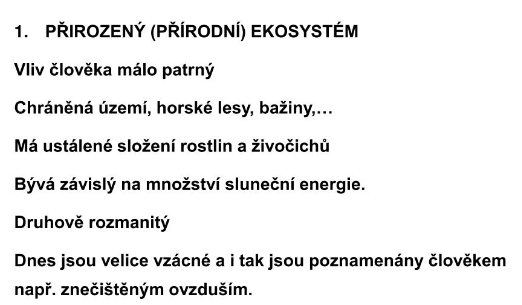 1. PŘIROZENÝ (PŘÍRODNÍ) EKOSYSTÉM
Vliv člověka málo patrný
Chráněná území, horské lesy, bažiny,...
Má ustálené složení rostlin a živočichů
Bývá závislý na množství sluneční energie.
Druhově rozmanitý
Dnes jsou velice vzácné a i tak jsou poznamenány člověkem
např. znečištěným ovzduším.